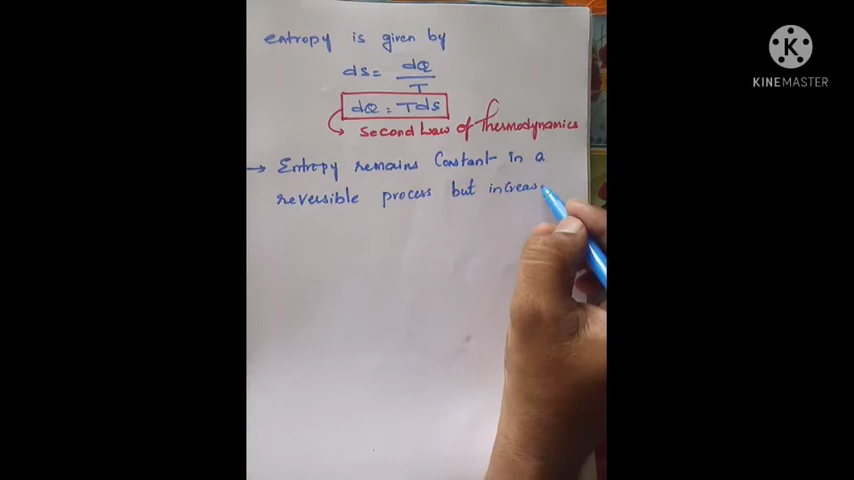 entropy is given by
ds = dQ / T
dQ = Tds
→ Second Law of Thermodynamics
→ Entropy remains Constant in a
reversible process but increas
K
KINEMASTER